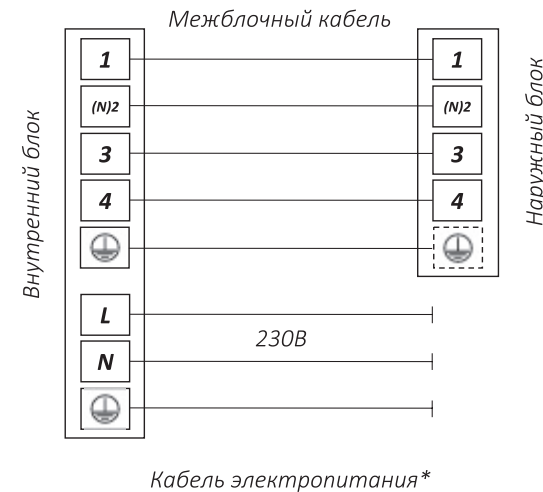 Межблочный кабель
1 1
(N)2 (N)2
3 3
4 4
Внутренний блок
Наружный блок
L
230В
N
Кабель электропитания*